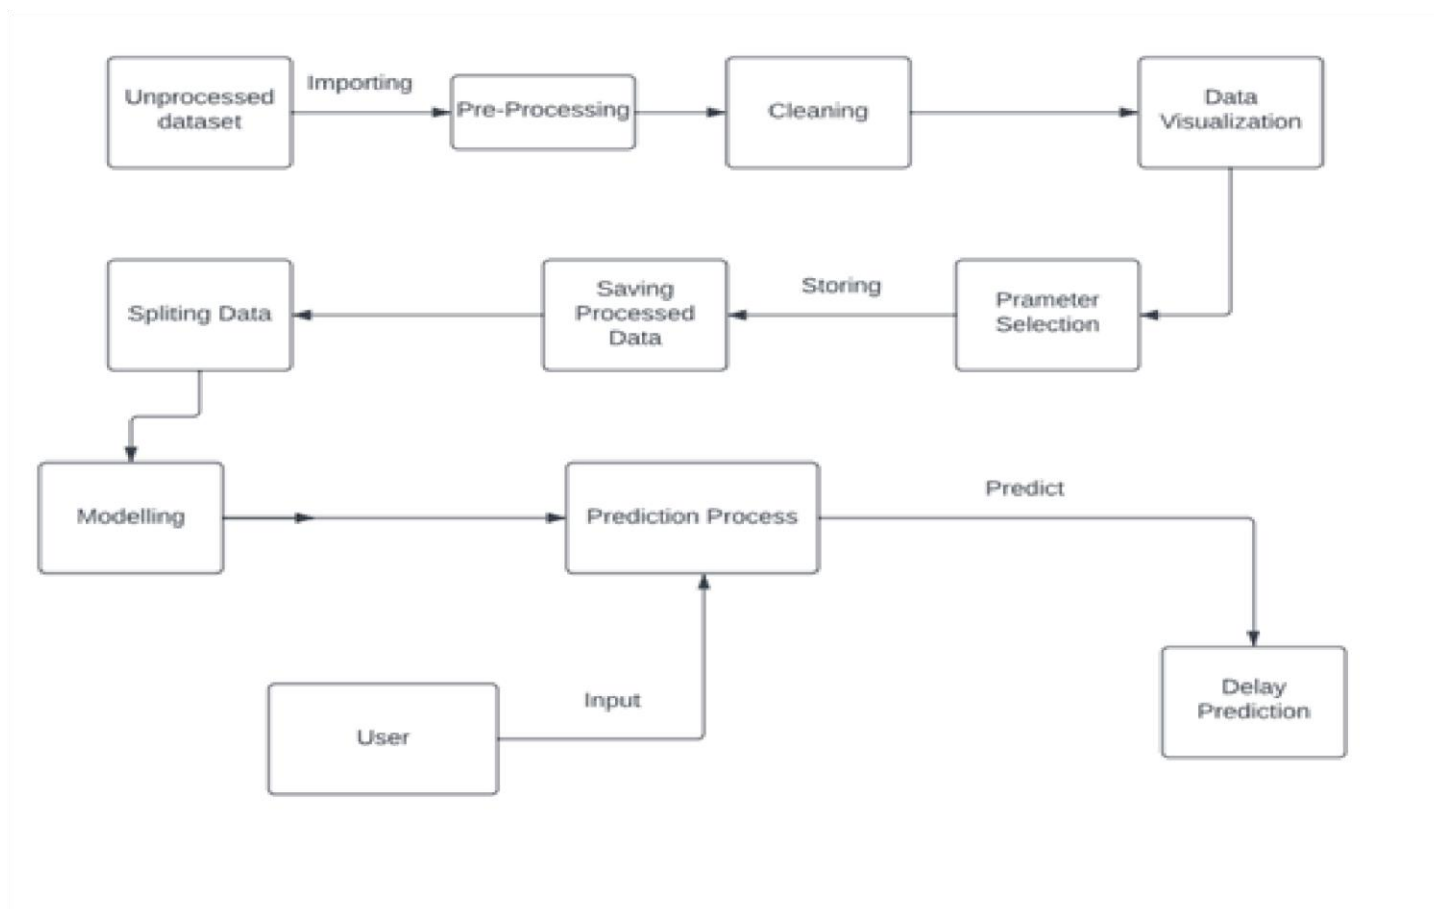 Unprocessed
dataset
Importing
Pre-Processing
Cleaning
Data
Visualization
Spliting Data
Saving
Processed
Data
Storing
Prameter
Selection
Modelling
Prediction Process
Predict
User
Input
Delay
Prediction